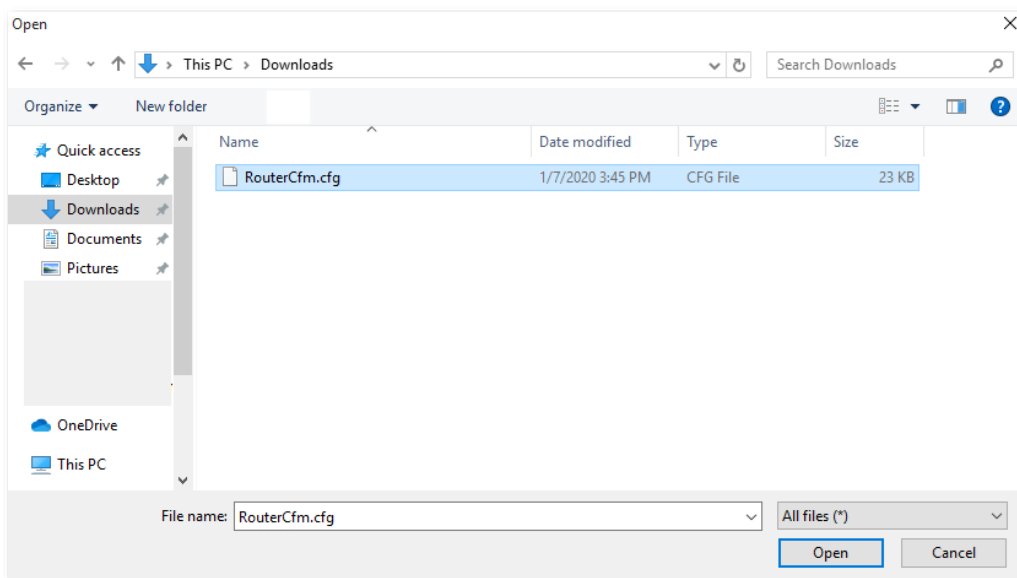 Open
This PC > Downloads
Search Downloads
Organize
New folder
Name
Date modified
Type
Size
Quick access
Desktop
Downloads
Documents
Pictures
OneDrive
This PC
RouterCfm.cfg
1/7/2020 3:45 PM
CFG File
23 KB
File name:
RouterCfm.cfg
All files (*)
Open
Cancel